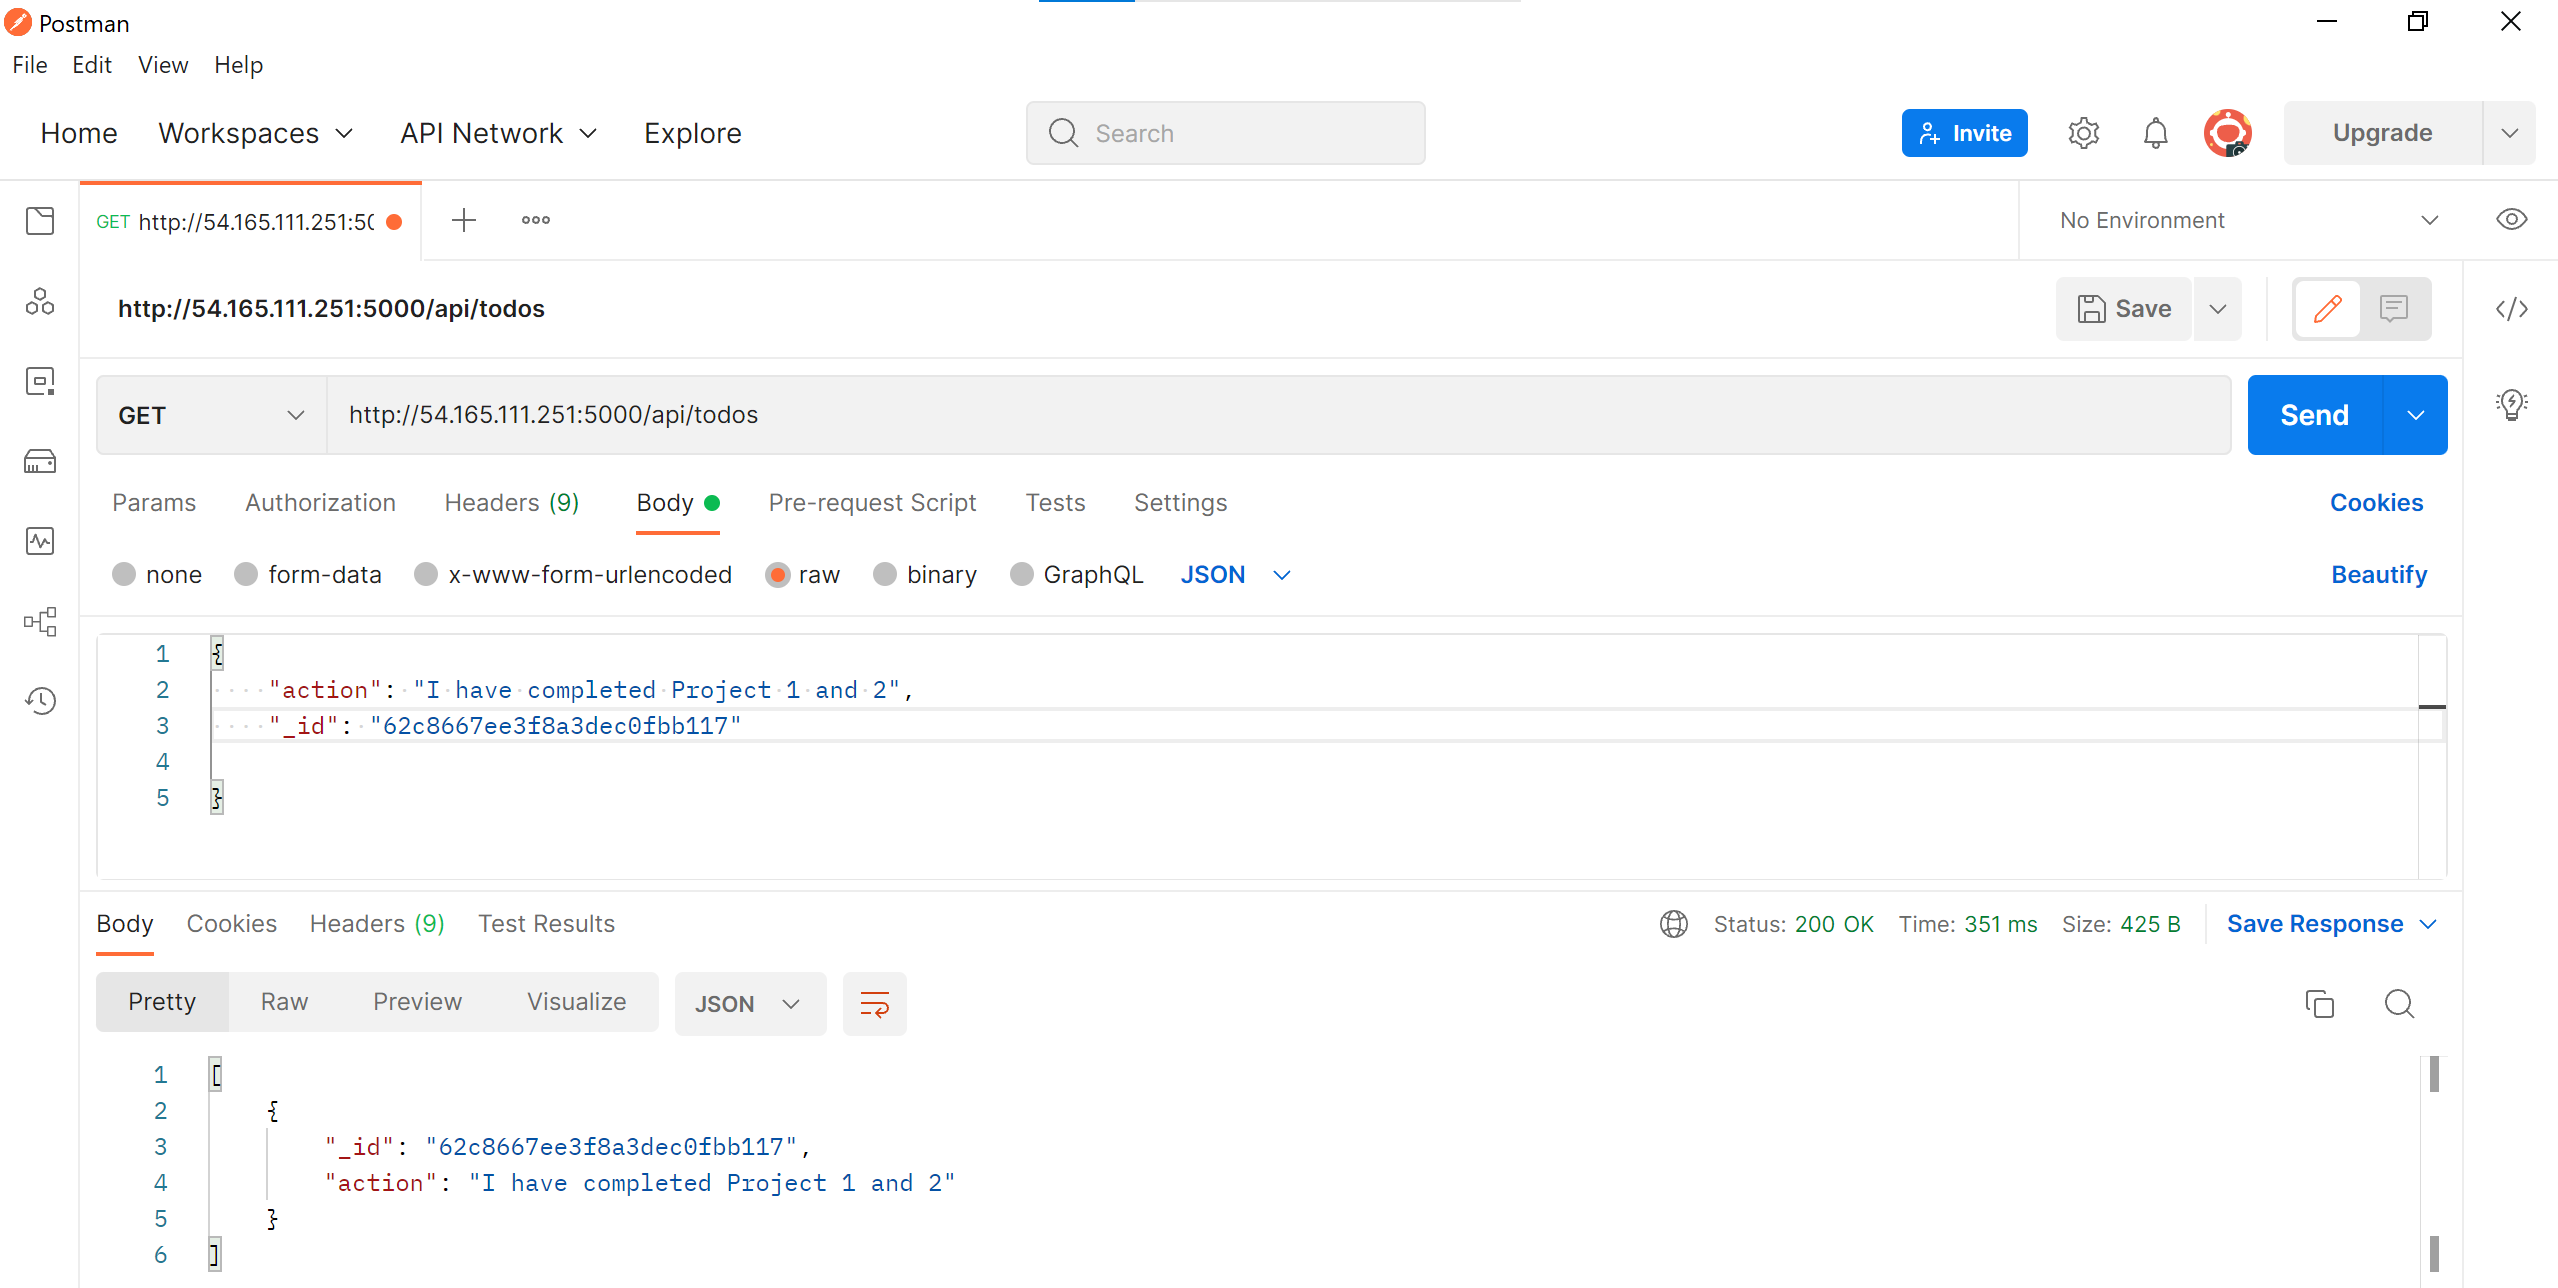 Postman
File Edit View Help
Home Workspaces API Network Explore Search Invite Upgrade
GET http://54.165.111.251:50 No Environment
http://54.165.111.251:5000/api/todos Save
GET http://54.165.111.251:5000/api/todos Send
Params Authorization Headers (9) Body Pre-request Script Tests Settings Cookies
none form-data x-www-form-urlencoded raw binary GraphQL JSON Beautify
1 {
2 "action": "I have completed Project 1 and 2",
3 "_id": "62c8667ee3f8a3dec0fbb117"
4
5 }
Body Cookies Headers (9) Test Results Status: 200 OK Time: 351 ms Size: 425 B Save Response
Pretty Raw Preview Visualize JSON
1 [
2 {
3 "_id": "62c8667ee3f8a3dec0fbb117",
4 "action": "I have completed Project 1 and 2"
5 }
6 ]